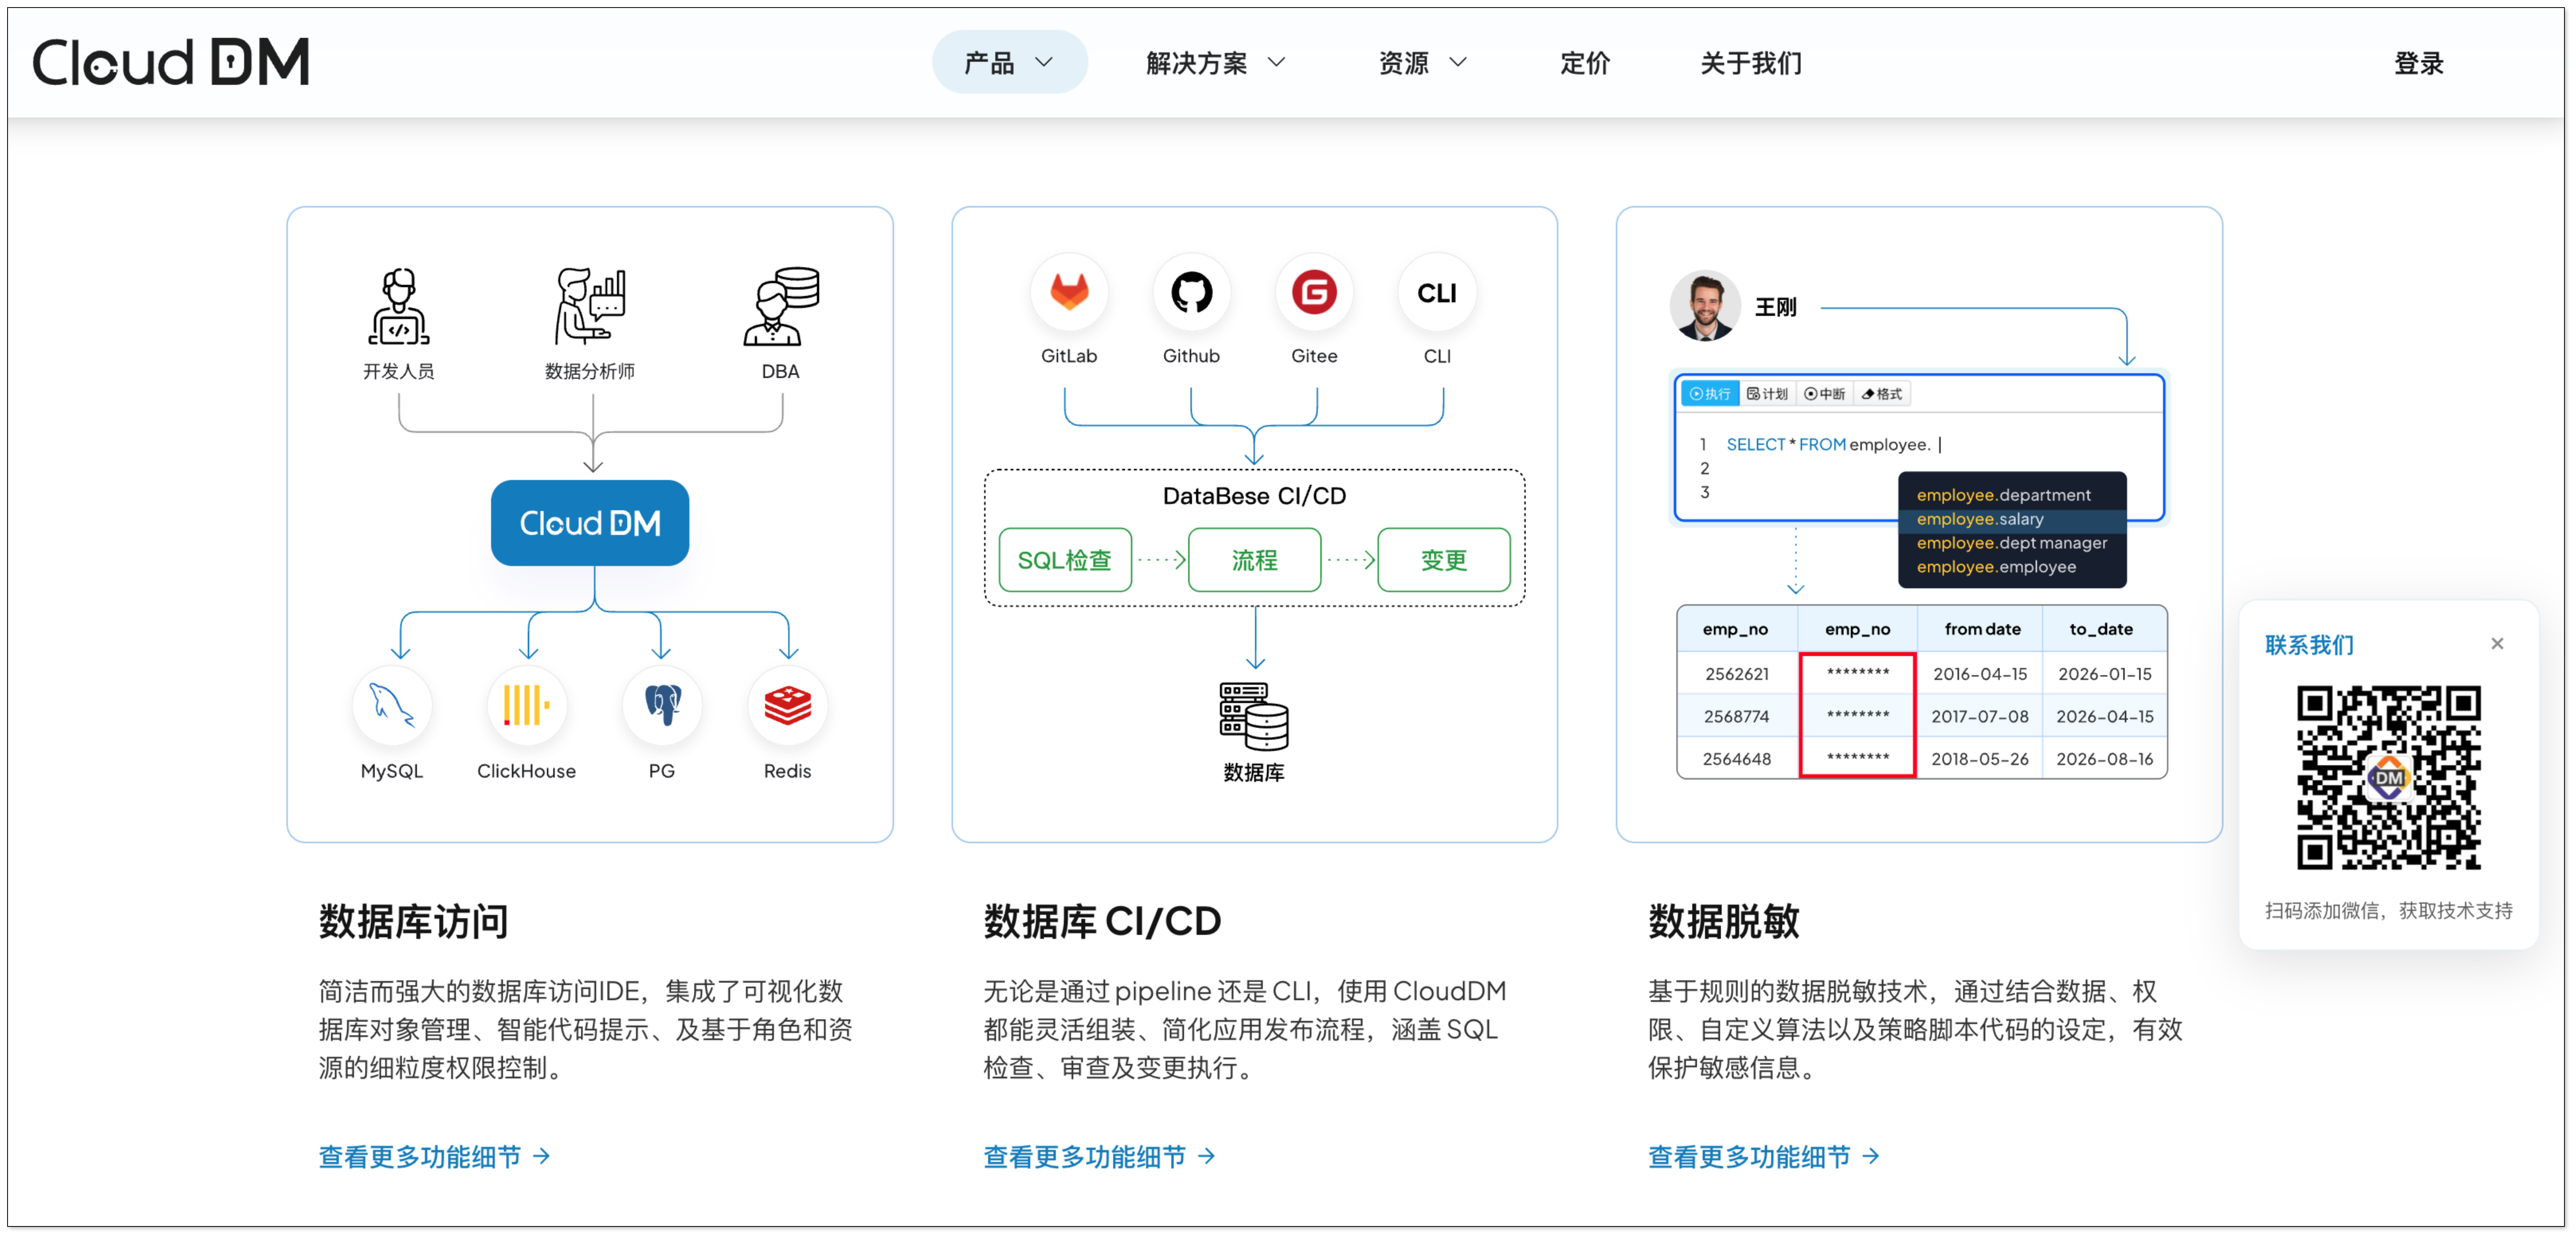 Cloud DM
产品
解决方案
资源
定价
关于我们
登录
开发人员
数据分析师
DBA
Cloud DM
MySQL
ClickHouse
PG
Redis
数据库访问
简洁而强大的数据库访问IDE，集成了可视化数
据库对象管理、智能代码提示、及基于角色和资
源的细粒度权限控制。
查看更多功能细节 →
CLI
GitLab
Github
Gitee
CLI
DataBese CI/CD
SQL检查
流程
变更
数据库
数据库 CI/CD
无论是通过 pipeline 还是 CLI，使用 CloudDM
都能灵活组装、简化应用发布流程，涵盖 SQL
检查、审查及变更执行。
查看更多功能细节 →
王刚
执行 计划 中断 格式
1 SELECT * FROM employee. |
2
3
employee.department
employee.salary
employee.dept manager
employee.employee
emp_no emp_no from date to_date
2562621 ******** 2016-04-15 2026-01-15
2568774 ******** 2017-07-08 2026-04-15
2564648 ******** 2018-05-26 2026-08-16
数据脱敏
基于规则的数据脱敏技术，通过结合数据、权
限、自定义算法以及策略脚本代码的设定，有效
保护敏感信息。
查看更多功能细节 →
联系我们 ×
DM
扫码添加微信，获取技术支持